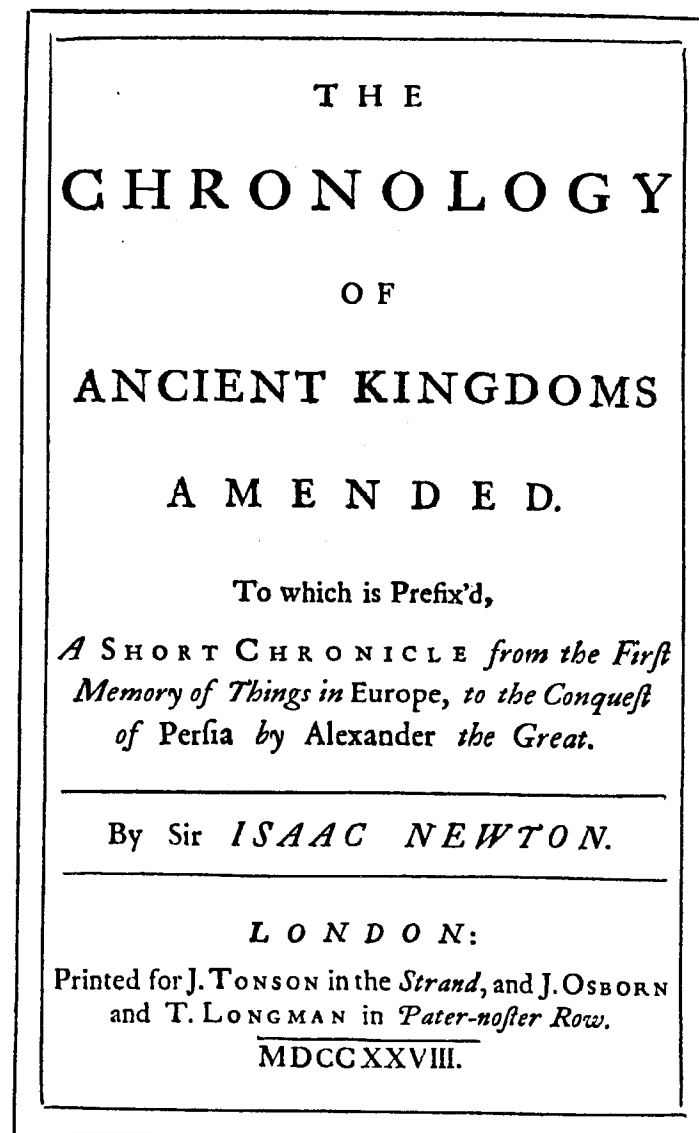 THE
CHRONOLOGY
OF
ANCIENT KINGDOMS
AMENDED.
To which is Prefix'd,
A SHORT CHRONICLE from the Firſt
Memory of Things in Europe, to the Conqueſt
of Perſia by Alexander the Great.
By Sir ISAAC NEWTON.
LONDON:
Printed for J. TONSON in the Strand, and J. OSBORN
and T. LONGMAN in Pater-noſter Row.
MDCCXXVIII.